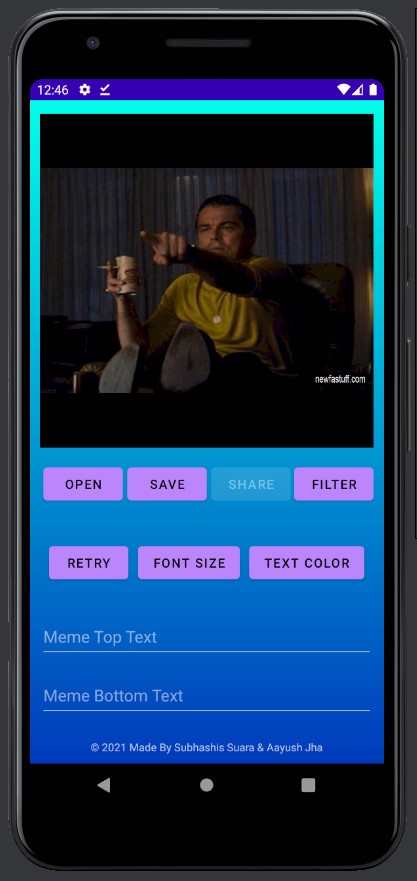 12:46
newfastuff.com
OPEN SAVE SHARE FILTER
RETRY FONT SIZE TEXT COLOR
Meme Top Text
Meme Bottom Text
© 2021 Made By Subhashis Suara & Aayush Jha